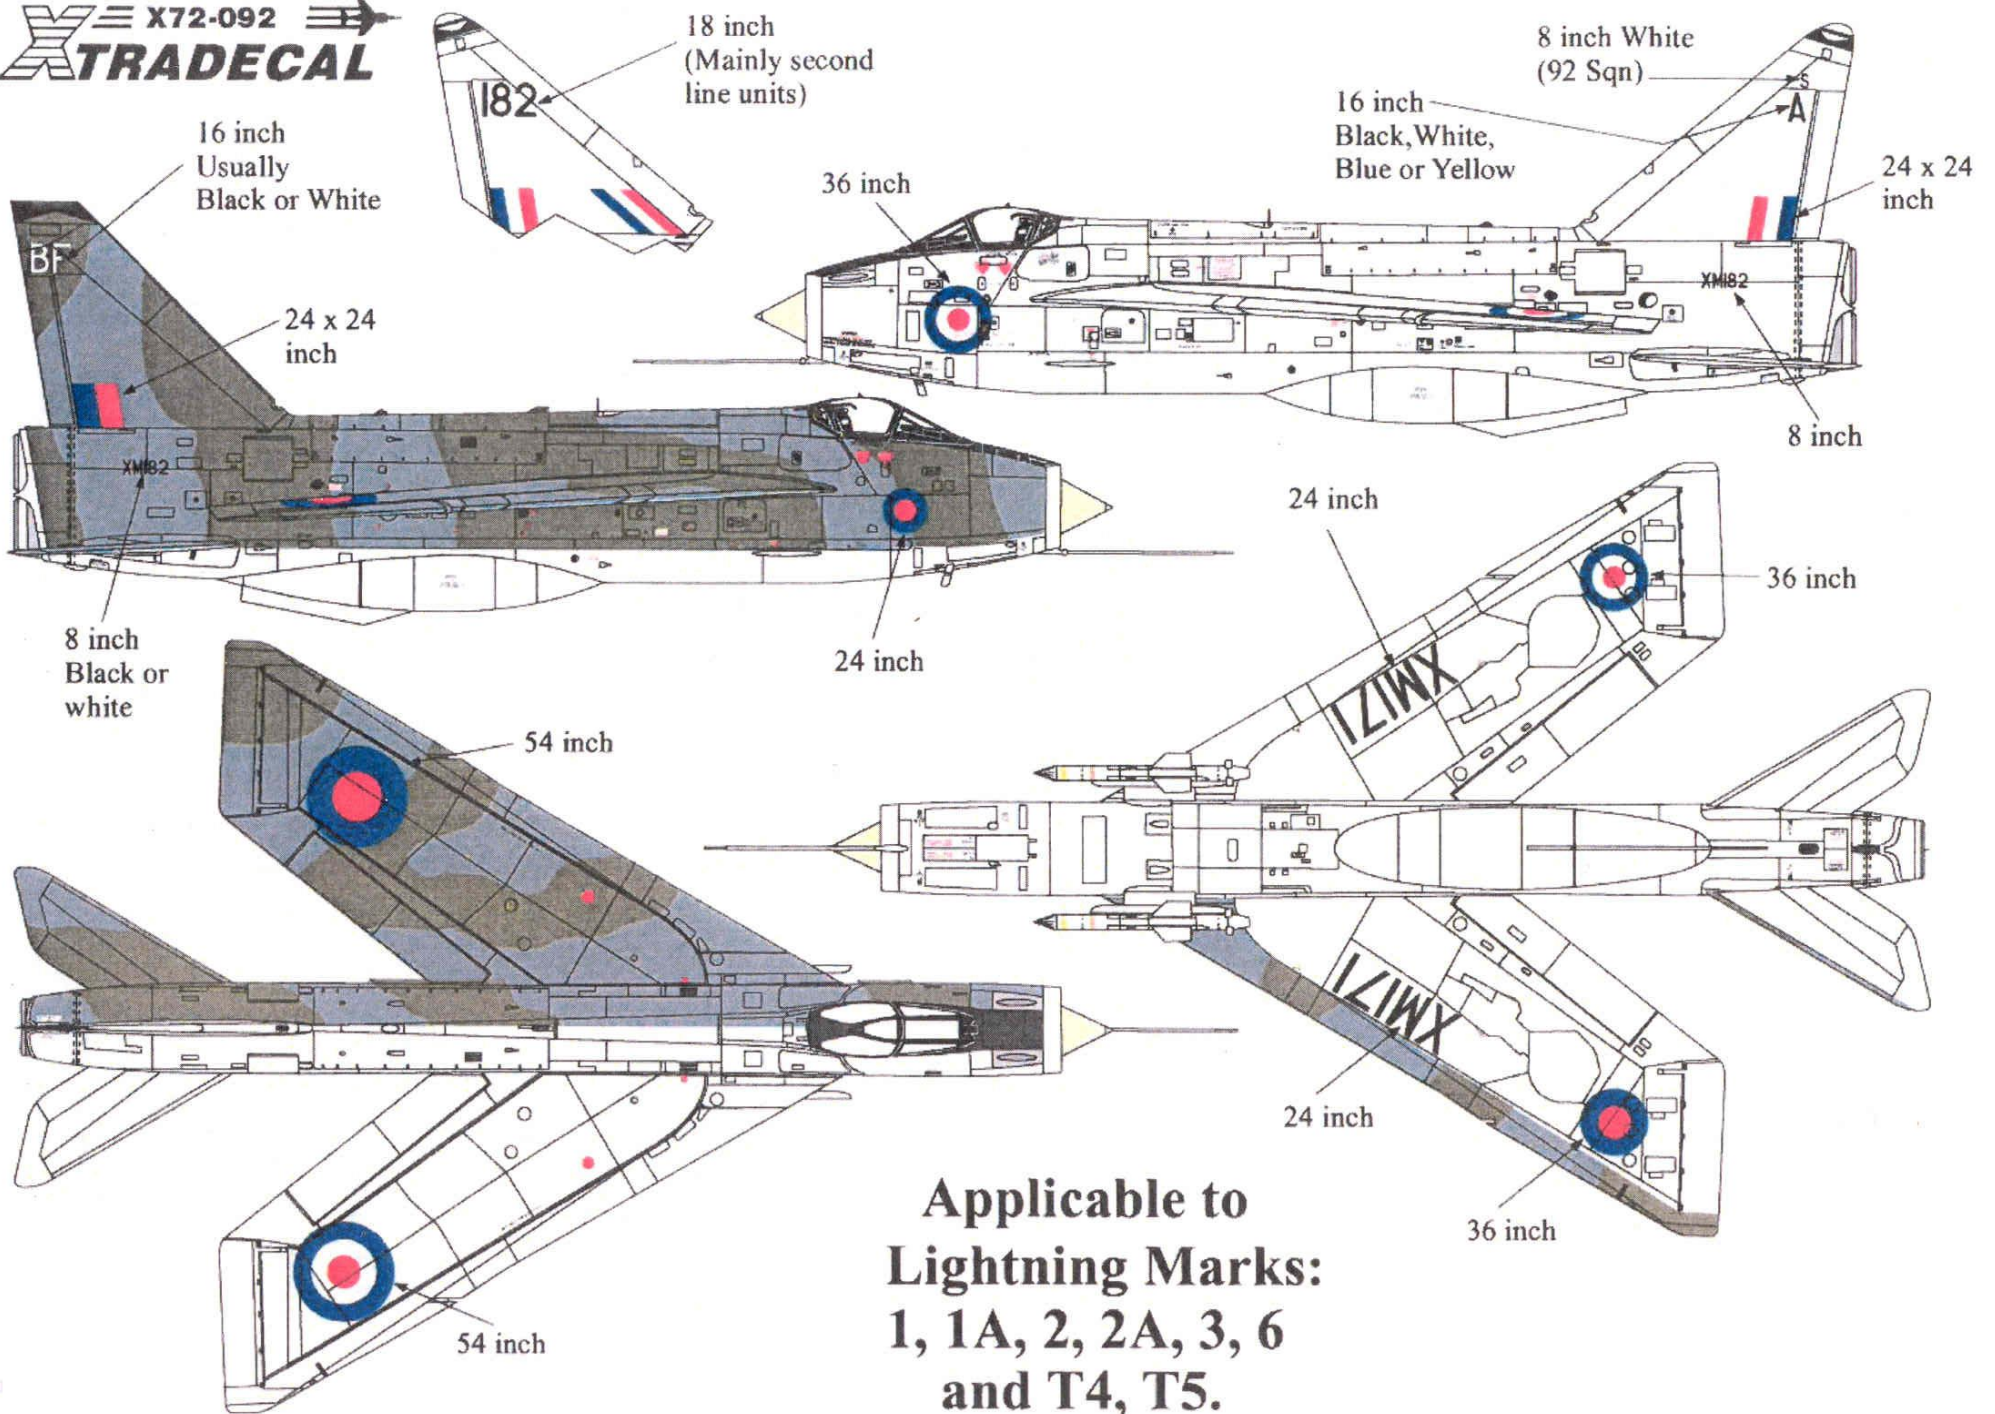 X72-092
XTRADECAL
18 inch
(Mainly second
line units)
182
8 inch White
(92 Sqn)
S
A
16 inch
Black,White,
Blue or Yellow
24 x 24
inch
16 inch
Usually
Black or White
36 inch
BF
XM182
24 x 24
inch
8 inch
XM182
24 inch
36 inch
8 inch
Black or
white
24 inch
XM171
54 inch
XM171
24 inch
36 inch
54 inch
Applicable to
Lightning Marks:
1, 1A, 2, 2A, 3, 6
and T4, T5.